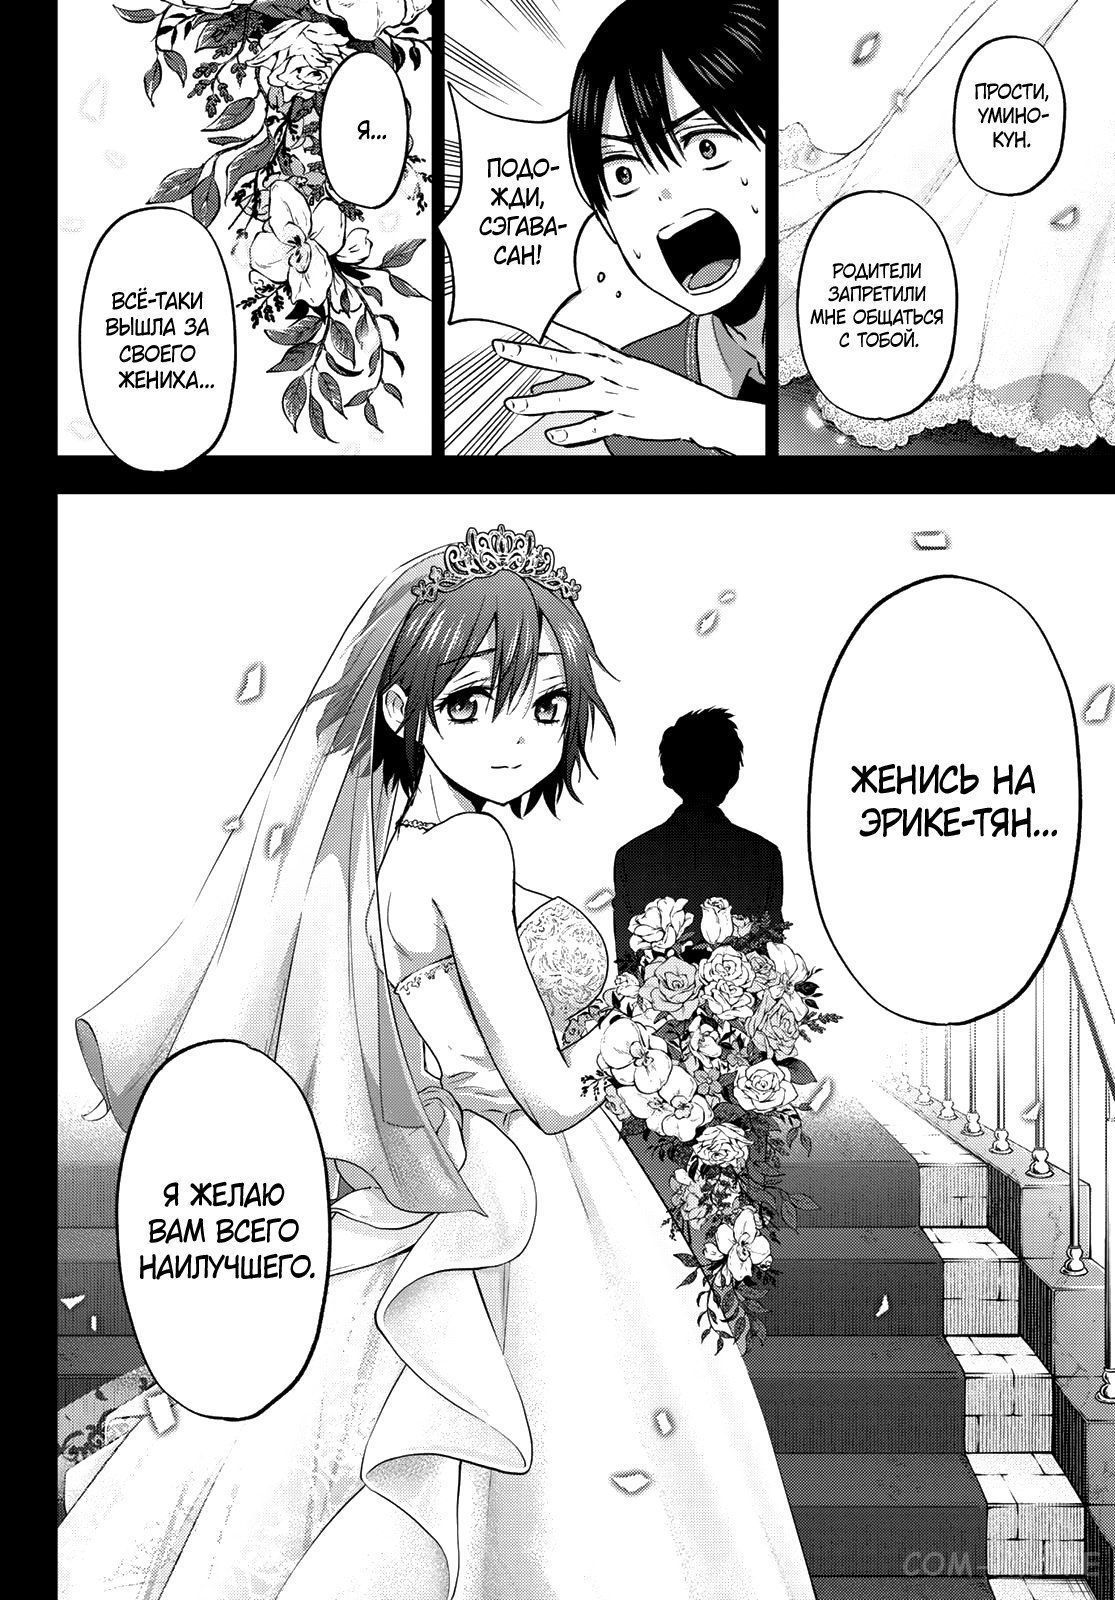 ПРОСТИ,
УМИНО-
КУН.
РОДИТЕЛИ
ЗАПРЕТИЛИ
МНЕ ОБЩАТЬСЯ
С ТОБОЙ.
ПОДО-
ЖДИ,
СЭГАВА-
САН!
Я...
ВСЁ-ТАКИ
ВЫШЛА ЗА
СВОЕГО
ЖЕНИХА...
ЖЕНИСЬ НА
ЭРИКЕ-ТЯН...
Я ЖЕЛАЮ
ВАМ ВСЕГО
НАИЛУЧШЕГО.